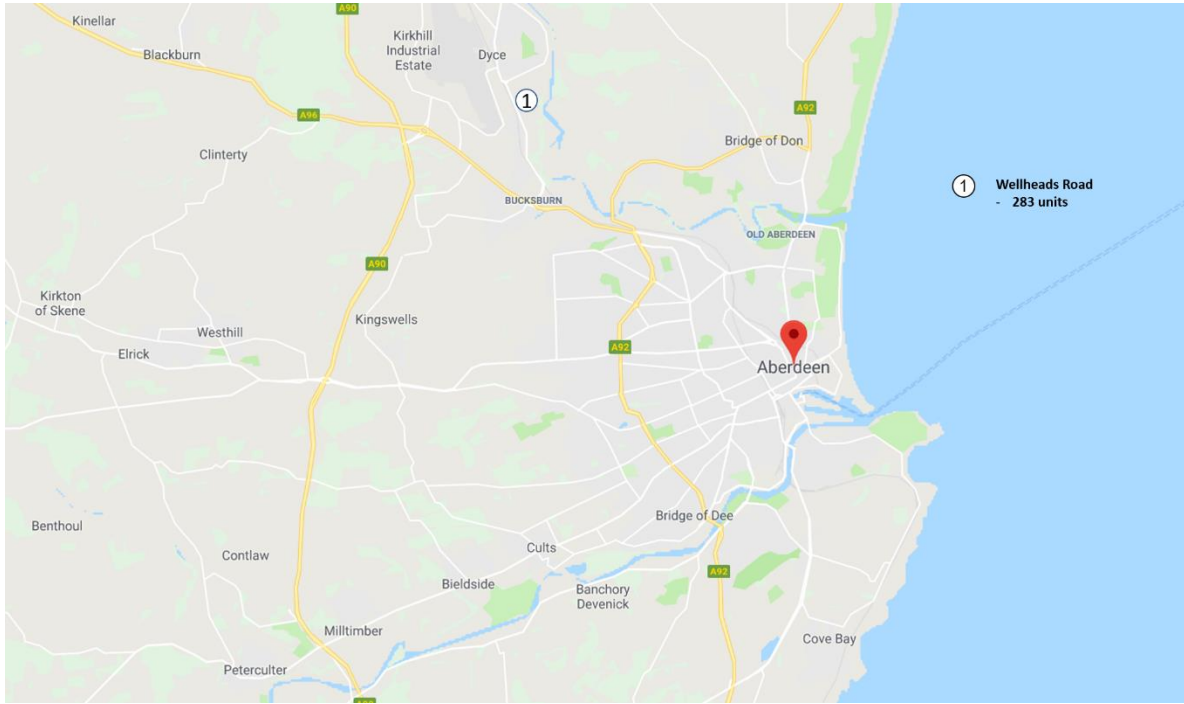 A90
Kinellar
Kirkhill
Industrial
Estate
Blackburn
Dyce
1
A92
A96
Bridge of Don
Clinterty
1 Wellheads Road
- 283 units
BUCKSBURN
OLD ABERDEEN
A90
Kirkton
of Skene
Westhill
Kingswells
Elrick
A92
Aberdeen
Bridge of Dee
Benthoul
Contlaw
Cults
A92
Bieldside
Banchory
Devenick
Milltimber
Cove Bay
Peterculter